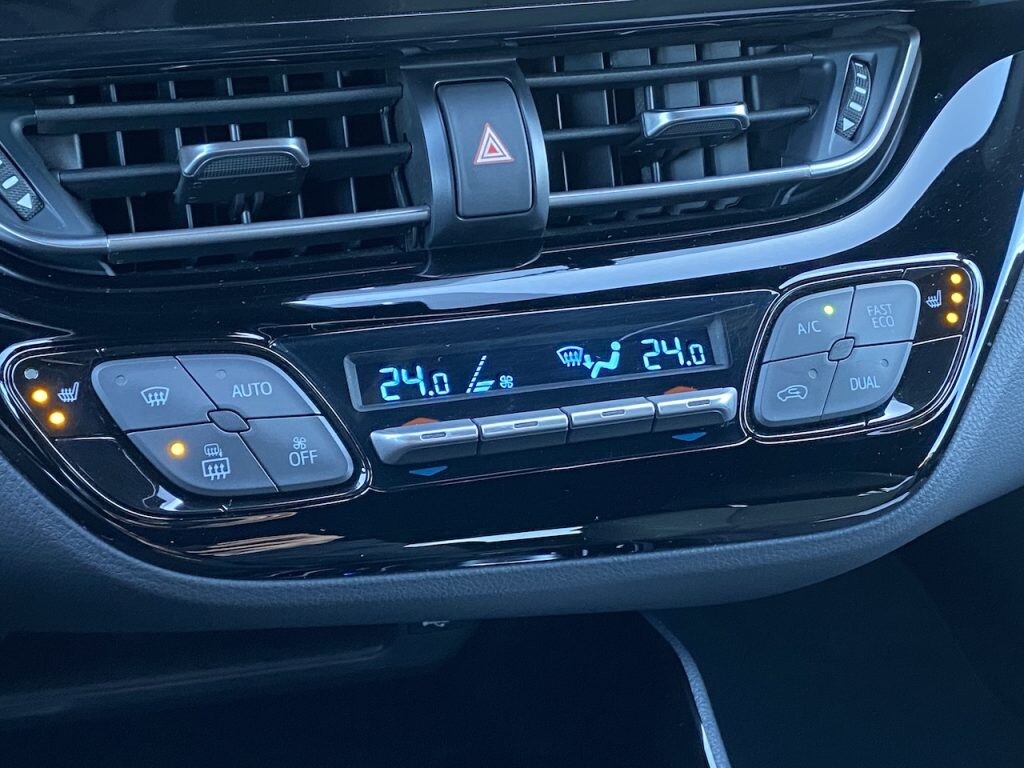 24.0
24.0
AUTO
OFF
A/C
FAST
ECO
DUAL